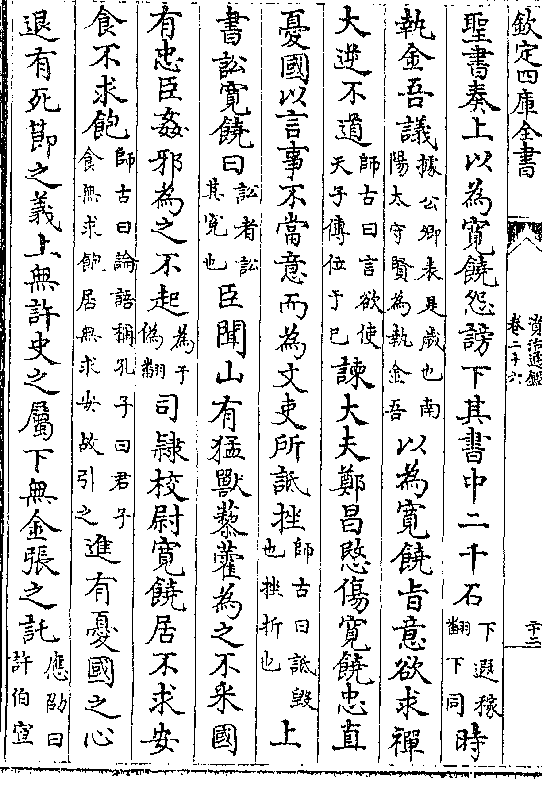 欽定四庫全書
資治通鑑
卷二十六
二十三
聖書奏上以為寬饒怨謗下其書中二千石下遐稼翻下同時
執金吾議據公卿表是歲也南陽太守賢為執金吾以為寬饒旨意欲求禪
大逆不道師古曰言欲使天子傳位于己諫大夫鄭昌愍傷寬饒忠直
憂國以言事不當意而為文吏所詆挫師古曰詆毀也挫折也上
書訟寬饒曰訟者訟其寃也臣聞山有猛獸藜藿為之不采國
有忠臣姦邪為之不起為于偽翻司隸校尉寬饒居不求安
食不求飽師古曰論語稱孔子曰君子食無求飽居無求安故引之進有憂國之心
退有死節之義上無許史之屬下無金張之託應劭曰許伯宣